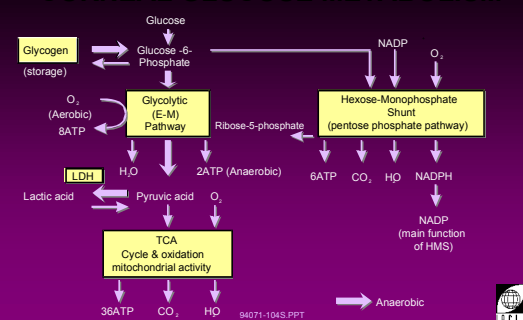 Glucose
NADP
O2
Glycogen
(storage)
Glucose -6-
Phosphate
O2
(Aerobic)
8ATP
Glycolytic
(E-M)
Pathway
Ribose-5-phosphate
Hexose-Monophosphate
Shunt
(pentose phosphate pathway)
H2O
2ATP (Anaerobic)
6ATP
CO2
H2O
NADPH
LDH
Lactic acid
Pyruvic acid
O2
NADP
(main function
of HMS)
TCA
Cycle & oxidation
mitochondrial activity
36ATP
CO2
H2O
Anaerobic
94071-104S.PPT